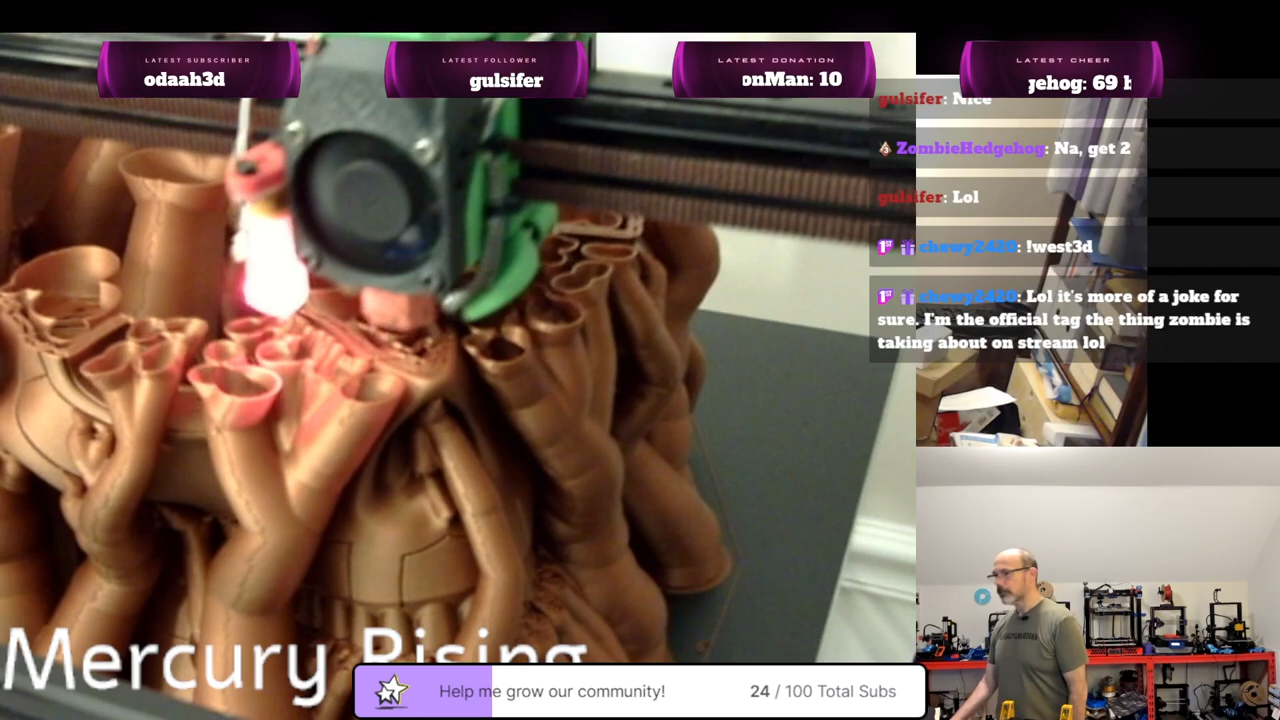 LATEST SUBSCRIBER
odaah3d
LATEST FOLLOWER
gulsifer
LATEST DONATION
onMan: 10
LATEST CHEER
gehog: 69
gulsifer: Nice
ZombieHedgehog: Na, get 2
gulsifer: Lol
1ST chewy2420: !west3d
1ST chewy2420: Lol it's more of a joke for
sure. I'm the official tag the thing zombie is
taking about on stream lol
Mercury Rising
Help me grow our community!
24 / 100 Total Subs